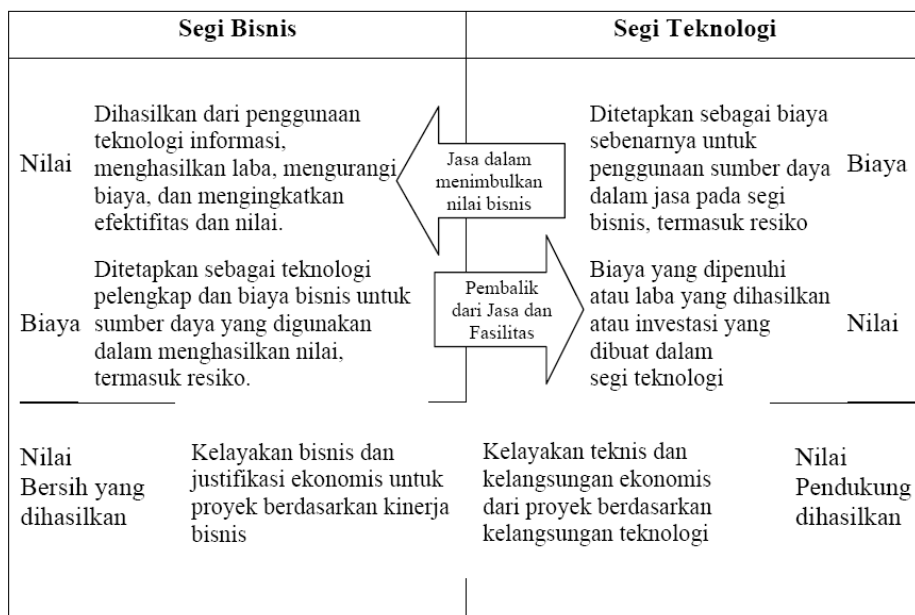 Segi Bisnis
Segi Teknologi
Nilai
Dihasilkan dari penggunaan
teknologi informasi,
menghasilkan laba, mengurangi
biaya, dan mengingkatkan
efektifitas dan nilai.
Jasa dalam
menimbulkan
nilai bisnis
Ditetapkan sebagai biaya
sebenarnya untuk
penggunaan sumber daya
dalam jasa pada segi
bisnis, termasuk resiko
Biaya
Biaya
Ditetapkan sebagai teknologi
pelengkap dan biaya bisnis untuk
sumber daya yang digunakan
dalam menghasilkan nilai,
termasuk resiko.
Pembalik
dari Jasa dan
Fasilitas
Biaya yang dipenuhi
atau laba yang dihasilkan
atau investasi yang
dibuat dalam
segi teknologi
Nilai
Nilai
Bersih yang
dihasilkan
Kelayakan bisnis dan
justifikasi ekonomis untuk
proyek berdasarkan kinerja
bisnis
Kelayakan teknis dan
kelangsungan ekonomis
dari proyek berdasarkan
kelangsungan teknologi
Nilai
Pendukung
dihasilkan